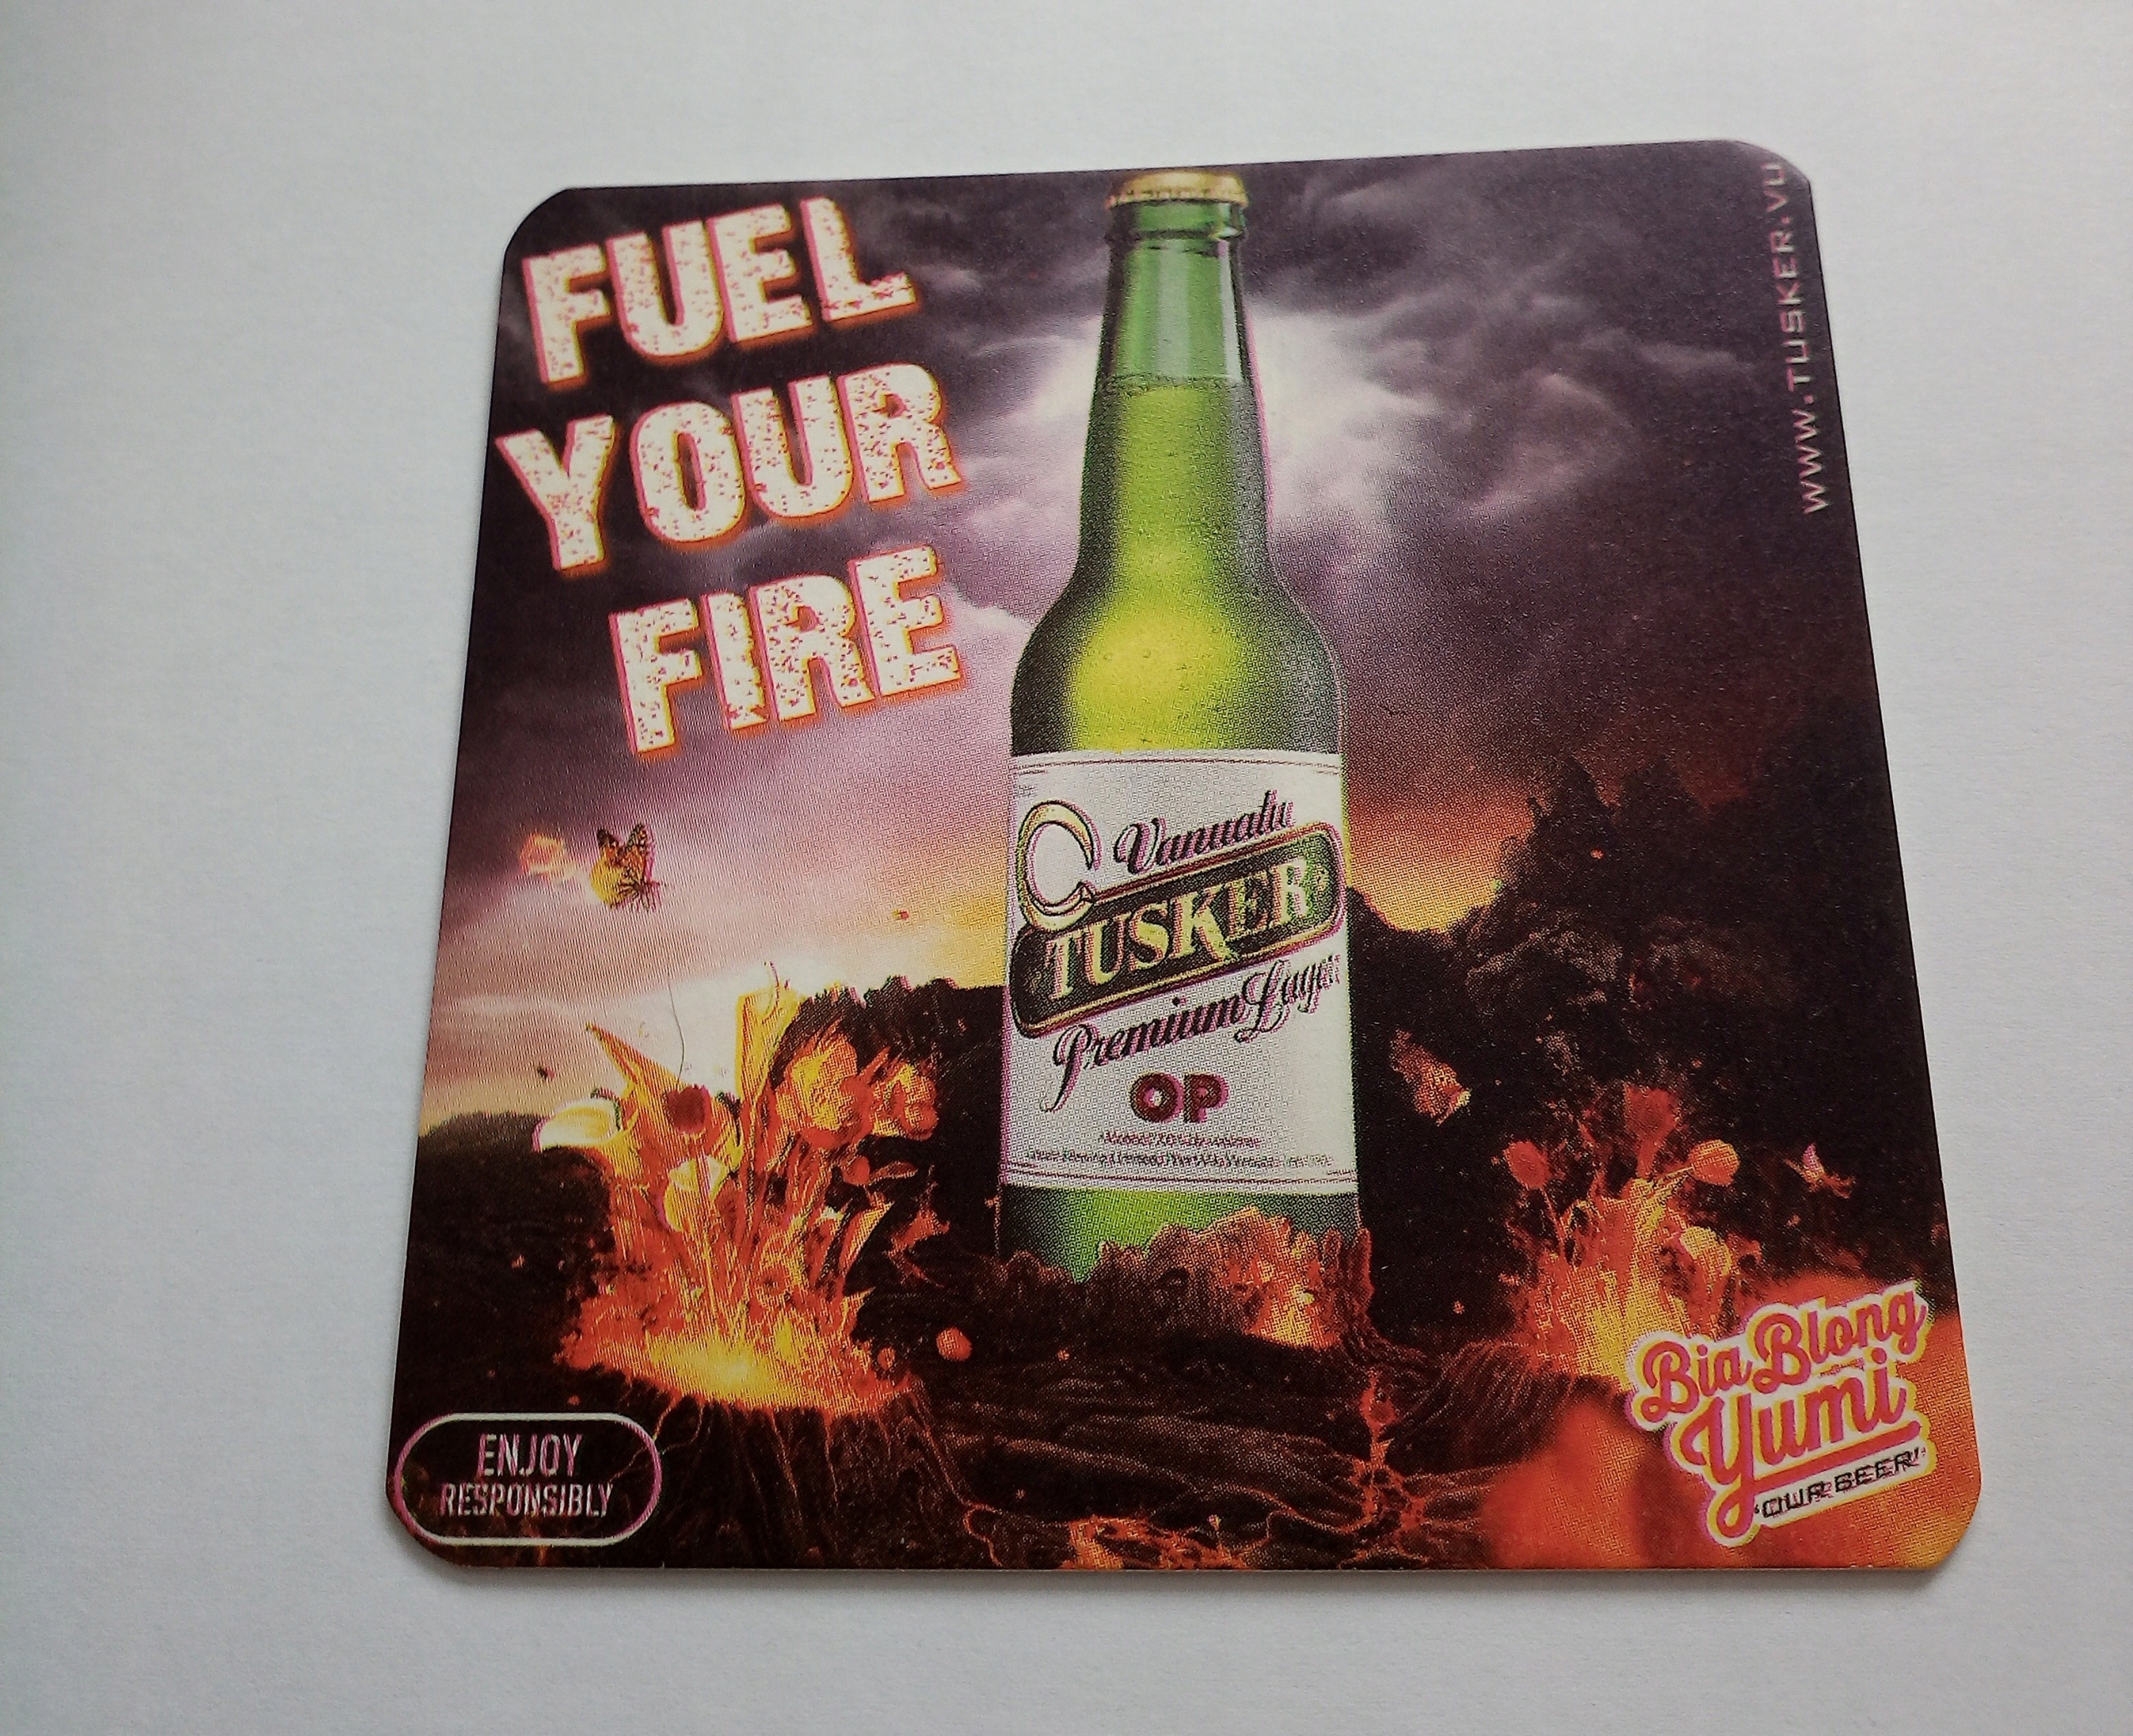 FUEL
YOUR
FIRE
WWW.TUSKER.VU
Vanuatu
TUSKER
Premium Lager
OP
ENJOY
RESPONSIBLY
Bia Blong
Yumi
'OUR BEER'